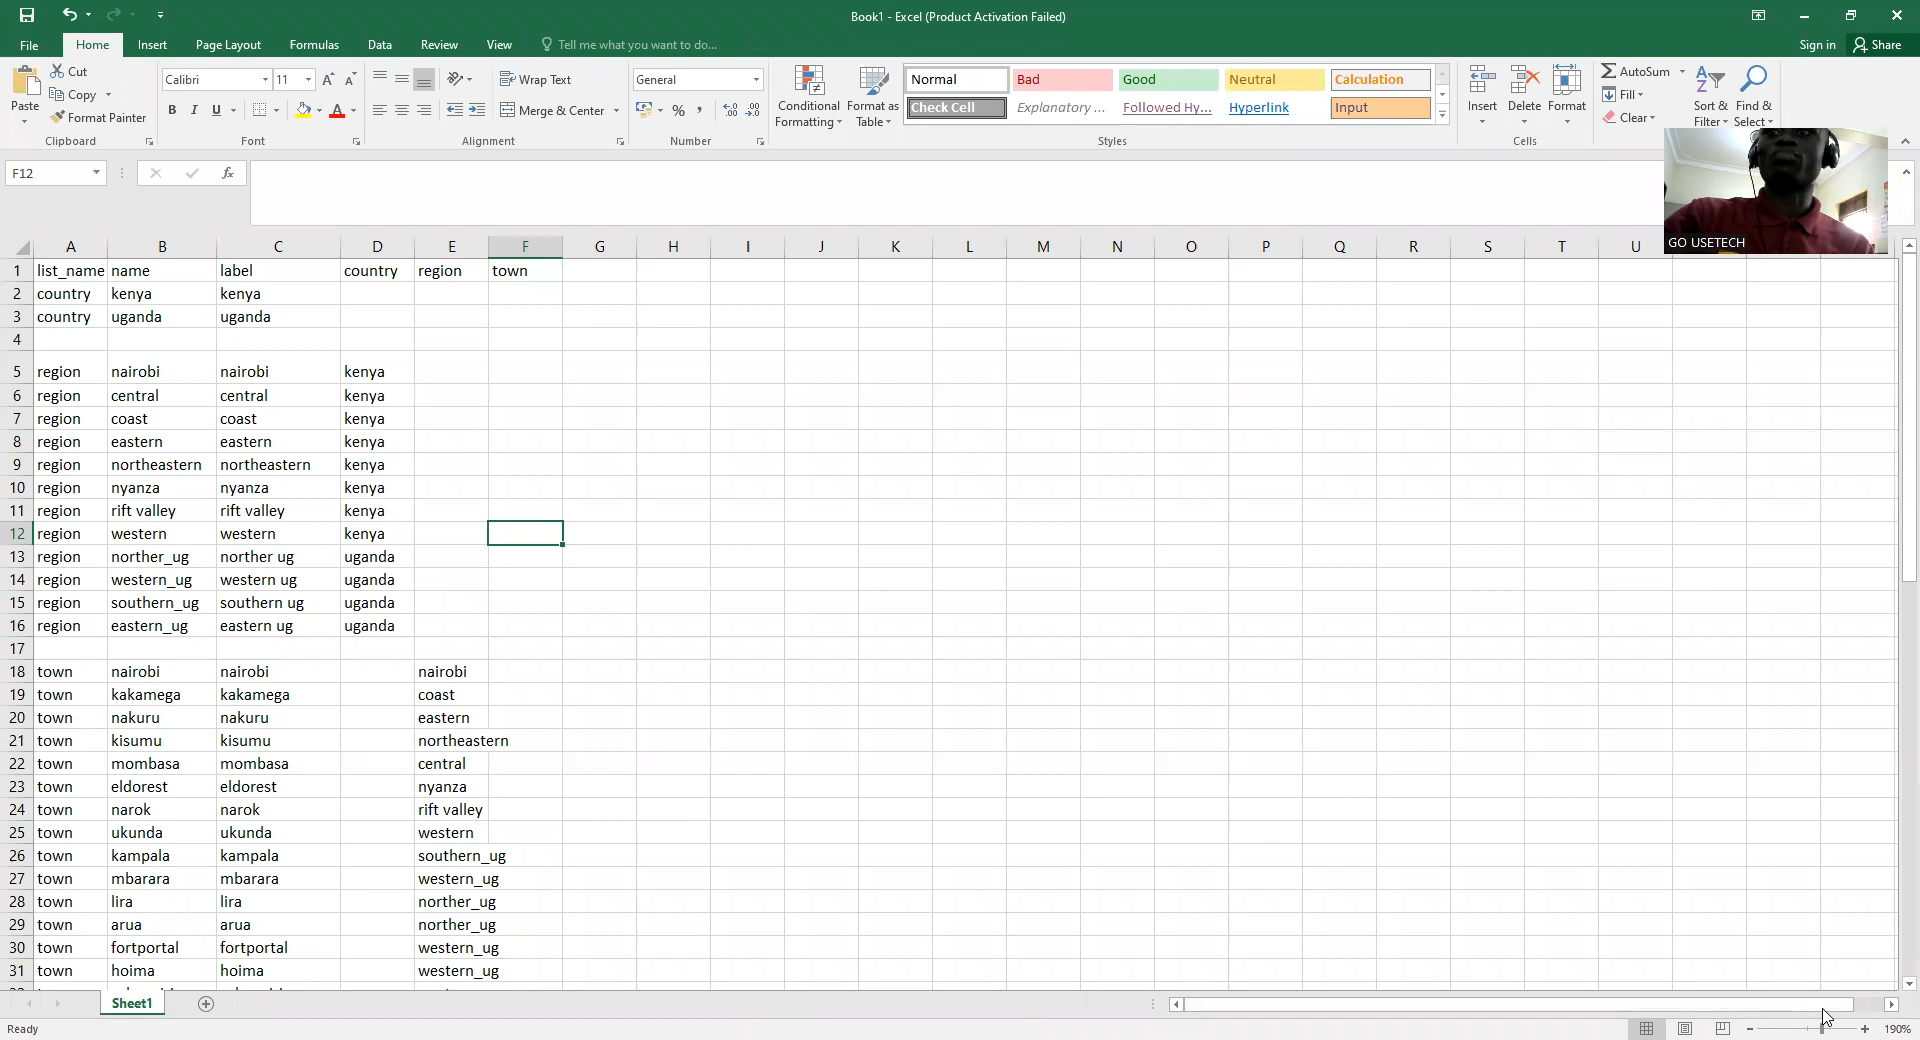 Book1 - Excel (Product Activation Failed)
File Home Insert Page Layout Formulas Data Review View Tell me what you want to do... Sign in Share
Paste Cut Copy Format Painter
Calibri 11
B I U A
Wrap Text
Merge & Center
General
%
Conditional Formatting
Format as Table
Normal Bad Good Neutral Calculation
Check Cell Explanatory ... Followed Hy... Hyperlink Input
Insert Delete Format
AutoSum
Fill
Clear
Sort & Filter
Find & Select
Clipboard Font Alignment Number Styles Cells
F12 fx
GO USETECH
A B C D E F G H I J K L M N O P Q R S T U
1 list_name name label country region town
2 country kenya kenya
3 country uganda uganda
4
5 region nairobi nairobi kenya
6 region central central kenya
7 region coast coast kenya
8 region eastern eastern kenya
9 region northeastern northeastern kenya
10 region nyanza nyanza kenya
11 region rift valley rift valley kenya
12 region western western kenya
13 region norther_ug norther ug uganda
14 region western_ug western ug uganda
15 region southern_ug southern ug uganda
16 region eastern_ug eastern ug uganda
17
18 town nairobi nairobi nairobi
19 town kakamega kakamega coast
20 town nakuru nakuru eastern
21 town kisumu kisumu northeastern
22 town mombasa mombasa central
23 town eldorest eldorest nyanza
24 town narok narok rift valley
25 town ukunda ukunda western
26 town kampala kampala southern_ug
27 town mbarara mbarara western_ug
28 town lira lira norther_ug
29 town arua arua norther_ug
30 town fortportal fortportal western_ug
31 town hoima hoima western_ug
Sheet1
Ready 190%